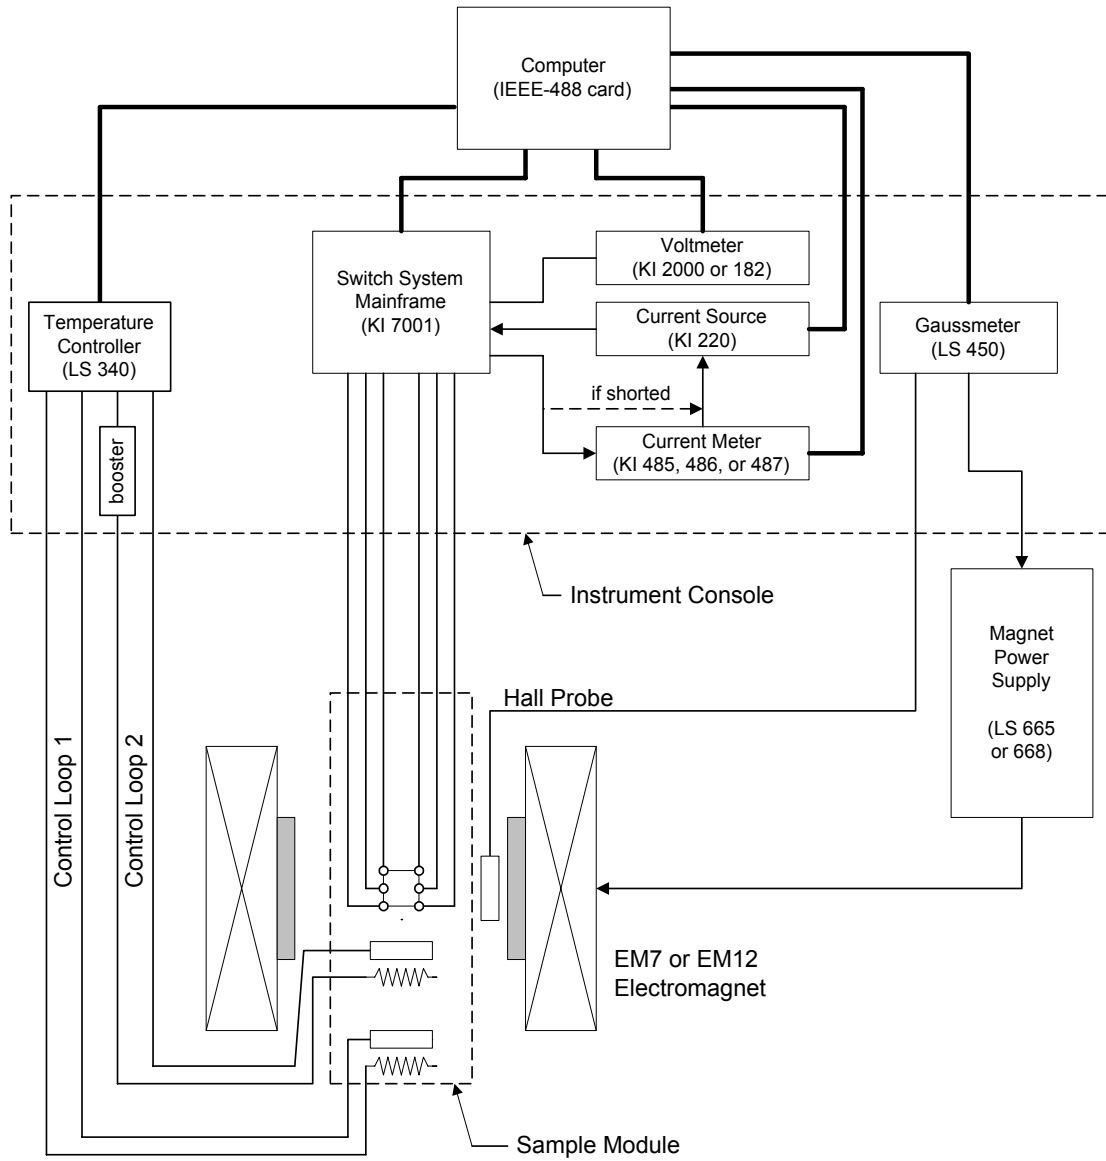 Computer
(IEEE-488 card)
Voltmeter
(KI 2000 or 182)
Switch System
Mainframe
(KI 7001)
Current Source
(KI 220)
Temperature
Controller
(LS 340)
Gaussmeter
(LS 450)
if shorted
Current Meter
(KI 485, 486, or 487)
booster
Instrument Console
Magnet
Power
Supply
(LS 665
or 668)
Hall Probe
Control Loop 1
Control Loop 2
EM7 or EM12
Electromagnet
Sample Module